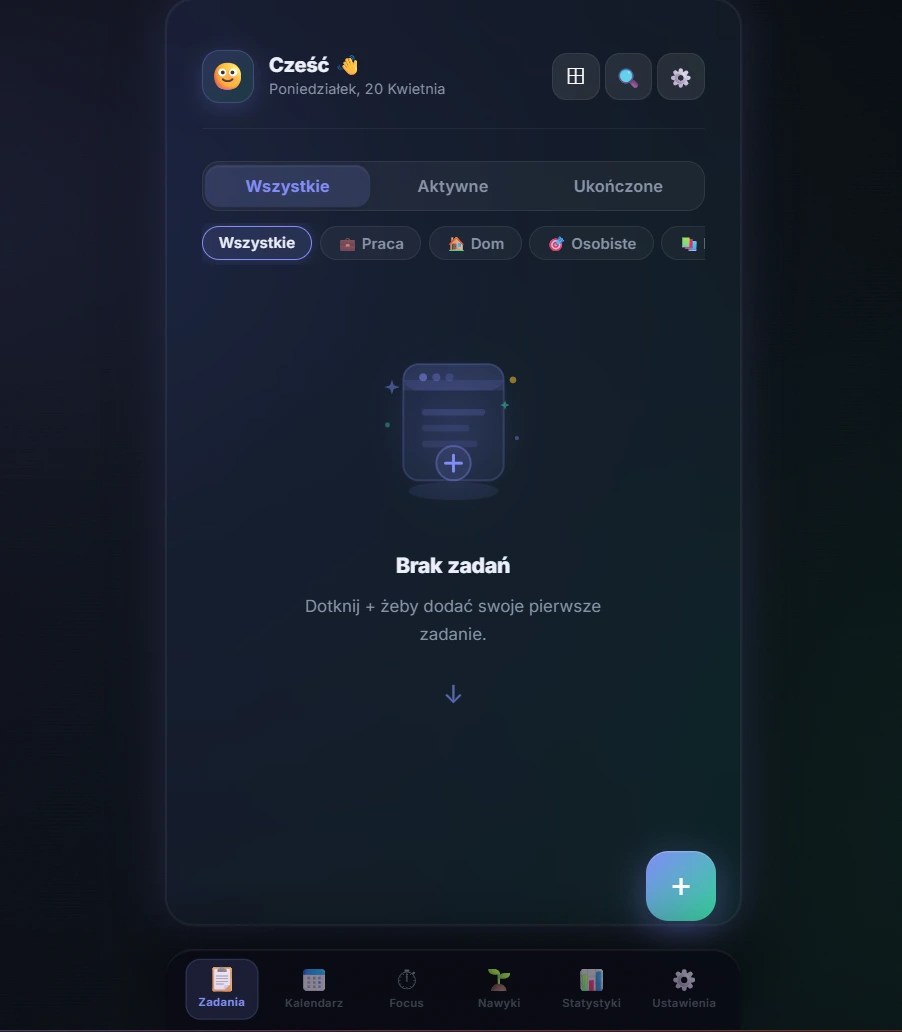 Cześć 👋
Poniedziałek, 20 Kwietnia
Wszystkie Aktywne Ukończone
Wszystkie Praca Dom Osobiste
Brak zadań
Dotknij + żeby dodać swoje pierwsze
zadanie.
+
Zadania Kalendarz Focus Nawyki Statystyki Ustawienia